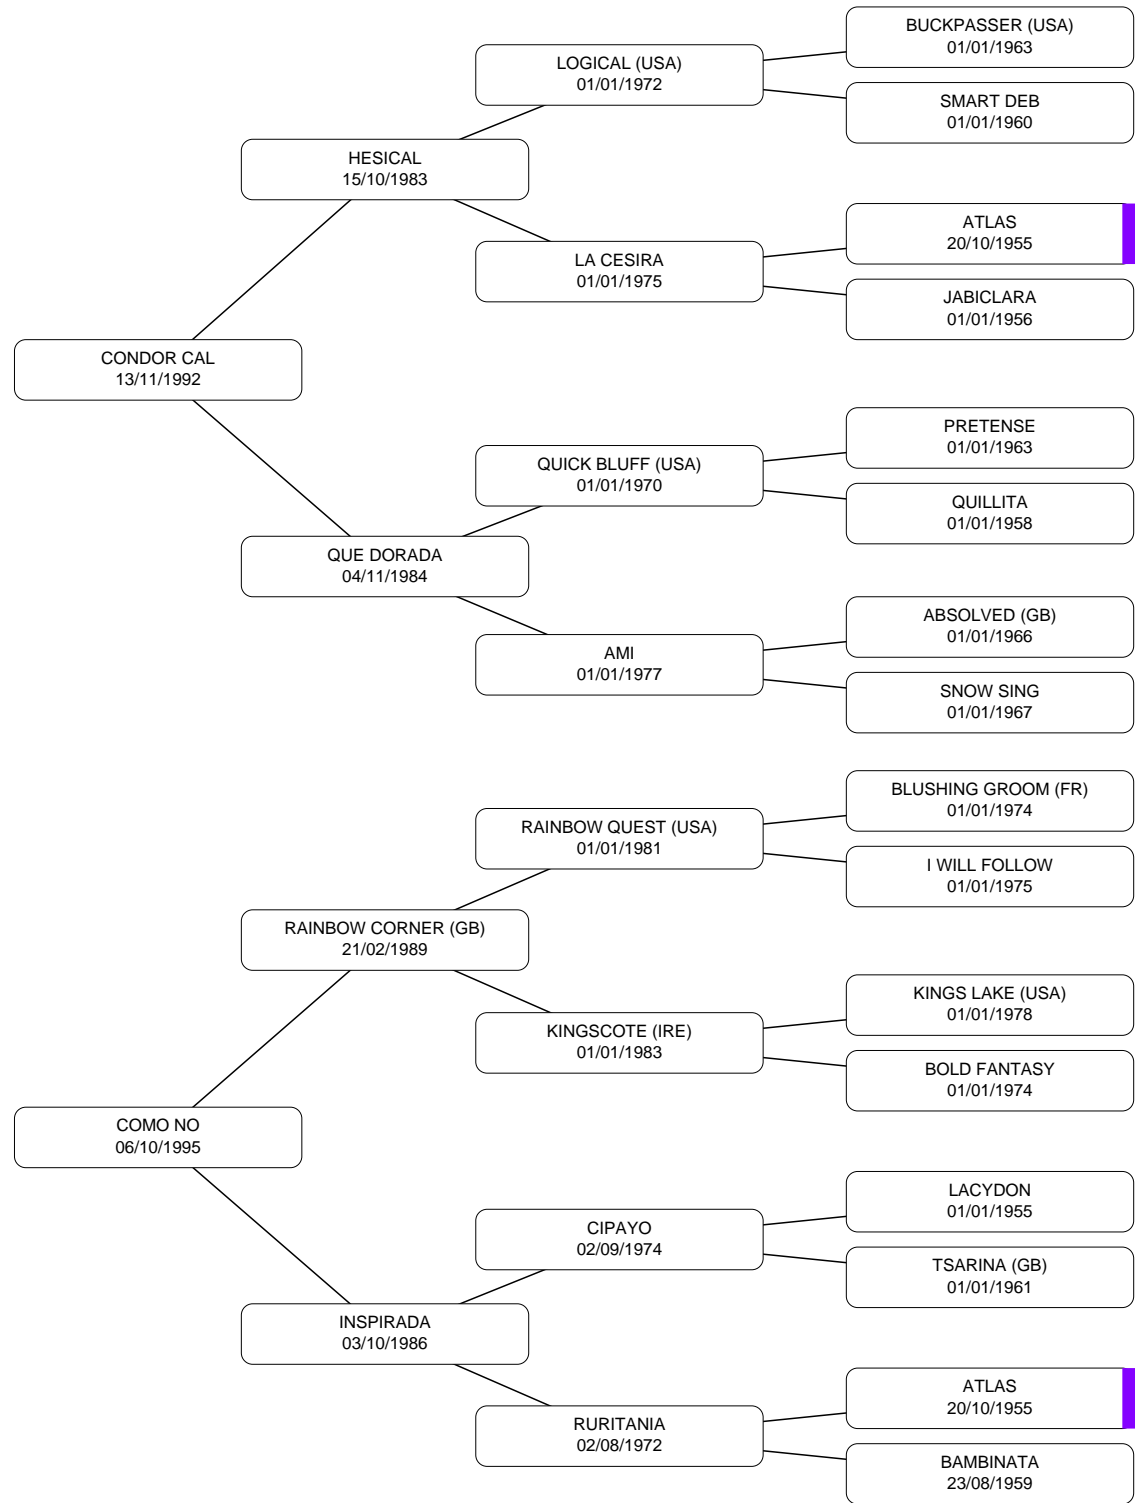 BUCKPASSER (USA)
01/01/1963
LOGICAL (USA)
01/01/1972
SMART DEB
01/01/1960
HESICAL
15/10/1983
ATLAS
20/10/1955
LA CESIRA
01/01/1975
JABICLARA
01/01/1956
CONDOR CAL
13/11/1992
PRETENSE
01/01/1963
QUICK BLUFF (USA)
01/01/1970
QUILLITA
01/01/1958
QUE DORADA
04/11/1984
ABSOLVED (GB)
01/01/1966
AMI
01/01/1977
SNOW SING
01/01/1967
BLUSHING GROOM (FR)
01/01/1974
RAINBOW QUEST (USA)
01/01/1981
I WILL FOLLOW
01/01/1975
RAINBOW CORNER (GB)
21/02/1989
KINGS LAKE (USA)
01/01/1978
KINGSCOTE (IRE)
01/01/1983
BOLD FANTASY
01/01/1974
COMO NO
06/10/1995
LACYDON
01/01/1955
CIPAYO
02/09/1974
TSARINA (GB)
01/01/1961
INSPIRADA
03/10/1986
ATLAS
20/10/1955
RURITANIA
02/08/1972
BAMBINATA
23/08/1959